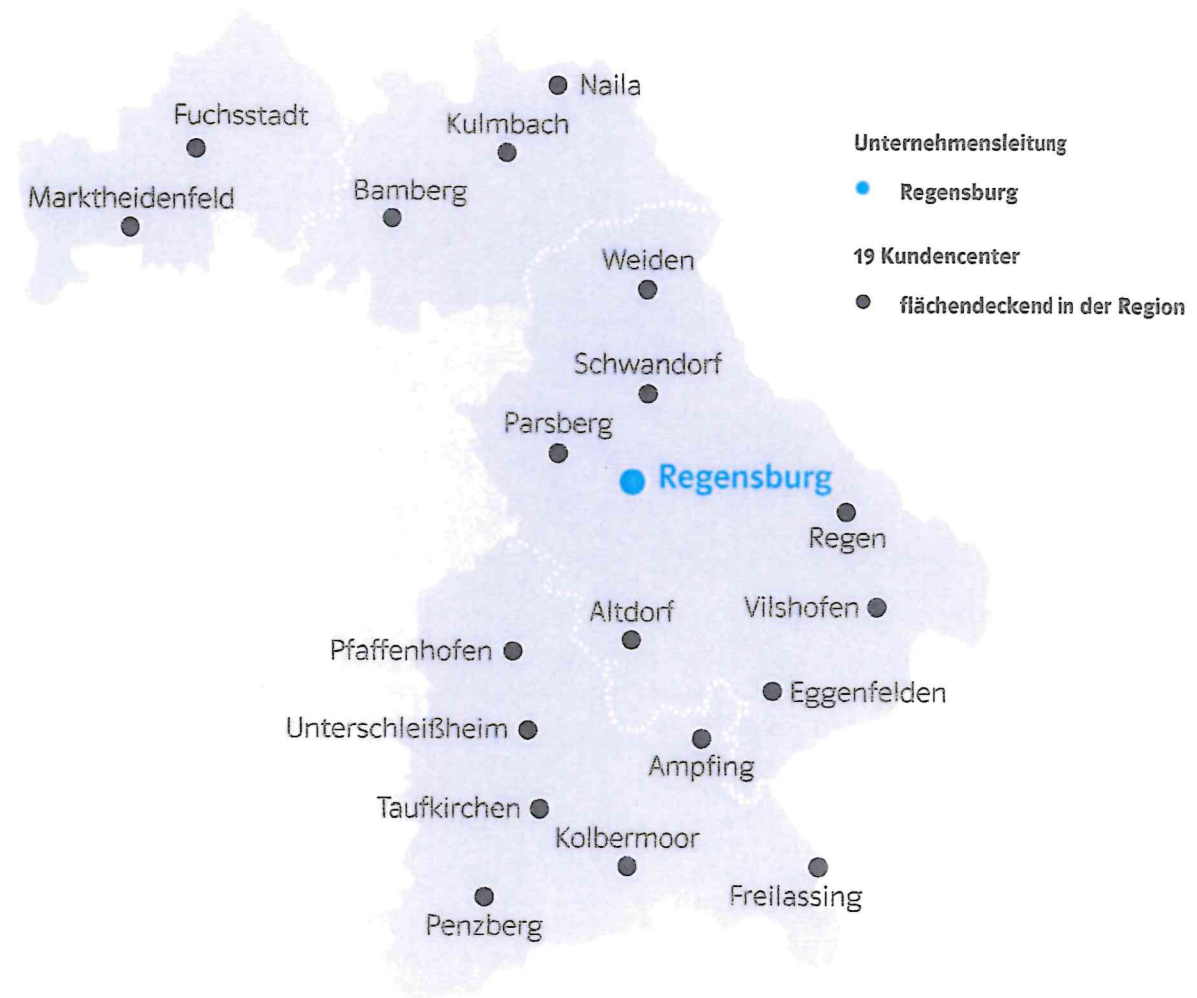 Naila
Fuchsstadt
Kulmbach
Marktheidenfeld
Bamberg
Weiden
Schwandorf
Parsberg
Regensburg
Regen
Altdorf
Vilshofen
Pfaffenhofen
Eggenfelden
Unterschleißheim
Ampfing
Taufkirchen
Kolbermoor
Freilassing
Penzberg
Unternehmensleitung
Regensburg
19 Kundencenter
flächendeckend in der Region